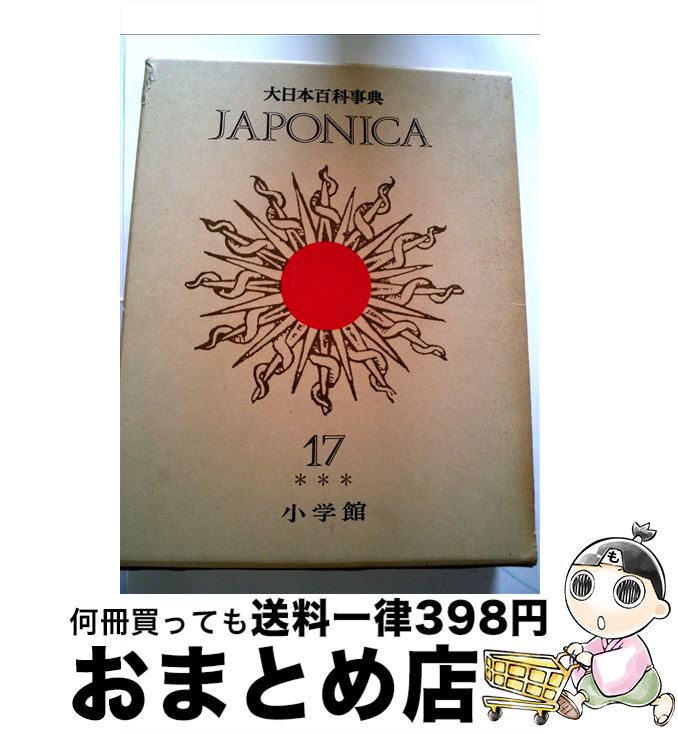 大日本百科事典
JAPONICA
17
***
小学館
も
何冊買っても送料一律398円
おまとめ店